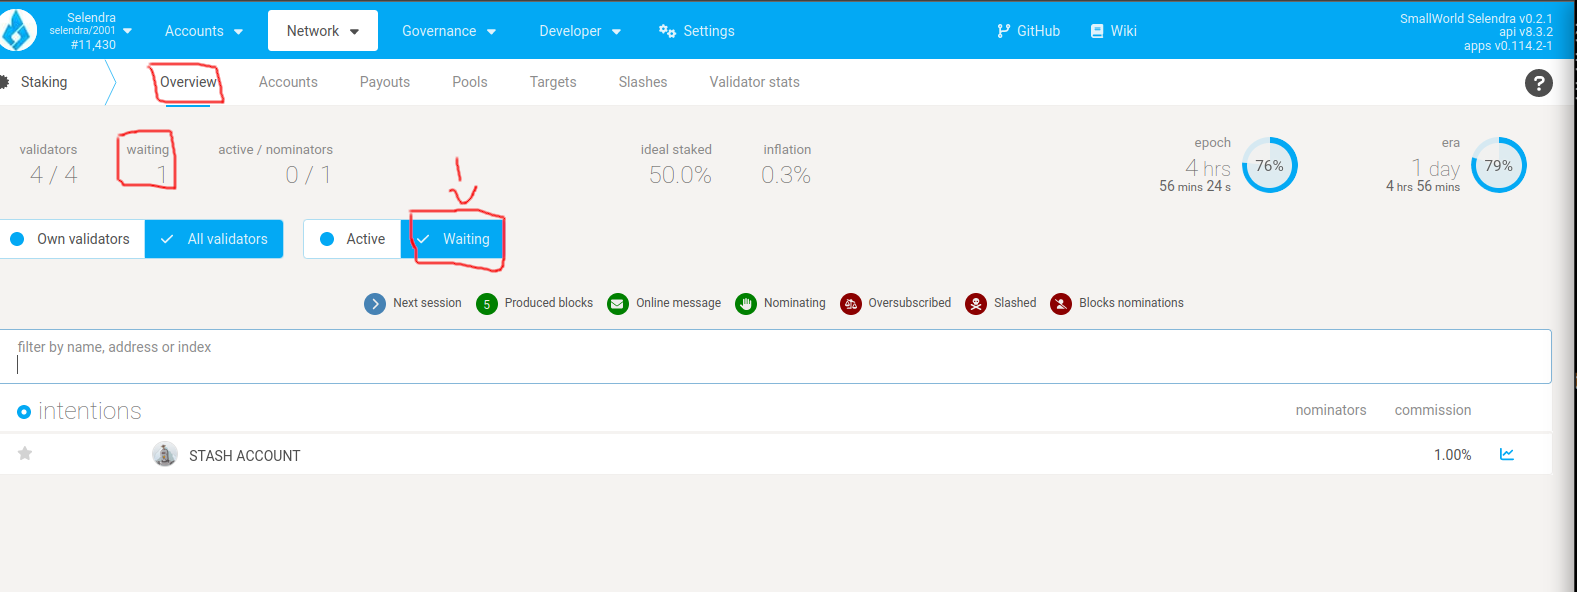 Selendra
selendra/2001
#11,430
Accounts
Network
Governance
Developer
Settings
GitHub
Wiki
SmallWorld Selendra v0.2.1
api v8.3.2
apps v0.114.2-1
Staking
Overview
Accounts
Payouts
Pools
Targets
Slashes
Validator stats
?
validators
4 / 4
waiting
1
active / nominators
0 / 1
ideal staked
50.0%
inflation
0.3%
epoch
4 hrs
56 mins 24 s
76%
era
1 day
4 hrs 56 mins
79%
Own validators
All validators
Active
Waiting
Next session
5 Produced blocks
Online message
Nominating
Oversubscribed
Slashed
Blocks nominations
filter by name, address or index
intentions
nominators
commission
STASH ACCOUNT
1.00%